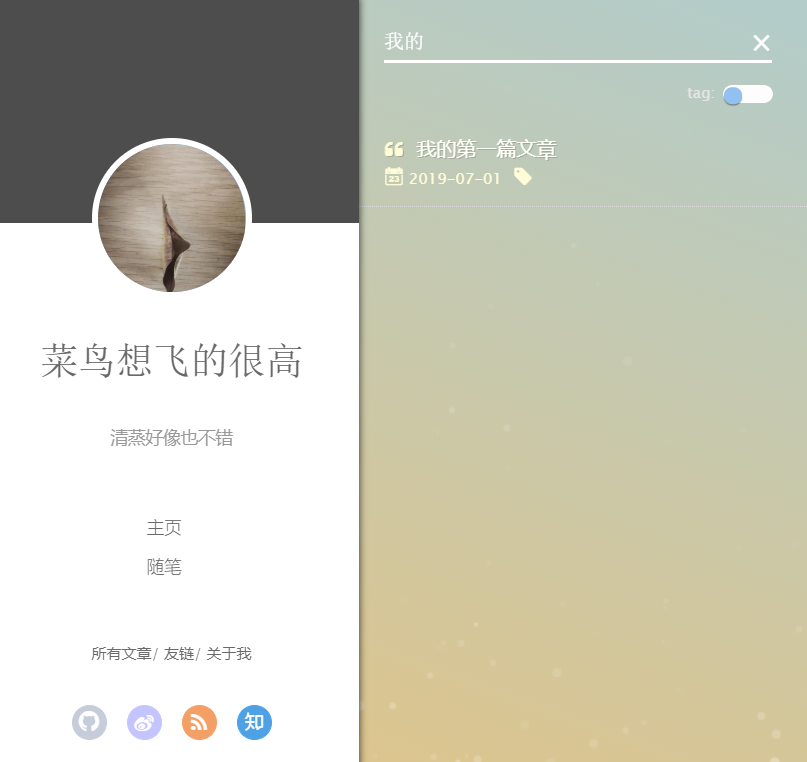 菜鸟想飞的很高
清蒸好像也不错
主页
随笔
所有文章/ 友链/ 关于我
知
我的
tag:
我的第一篇文章
23 2019-07-01